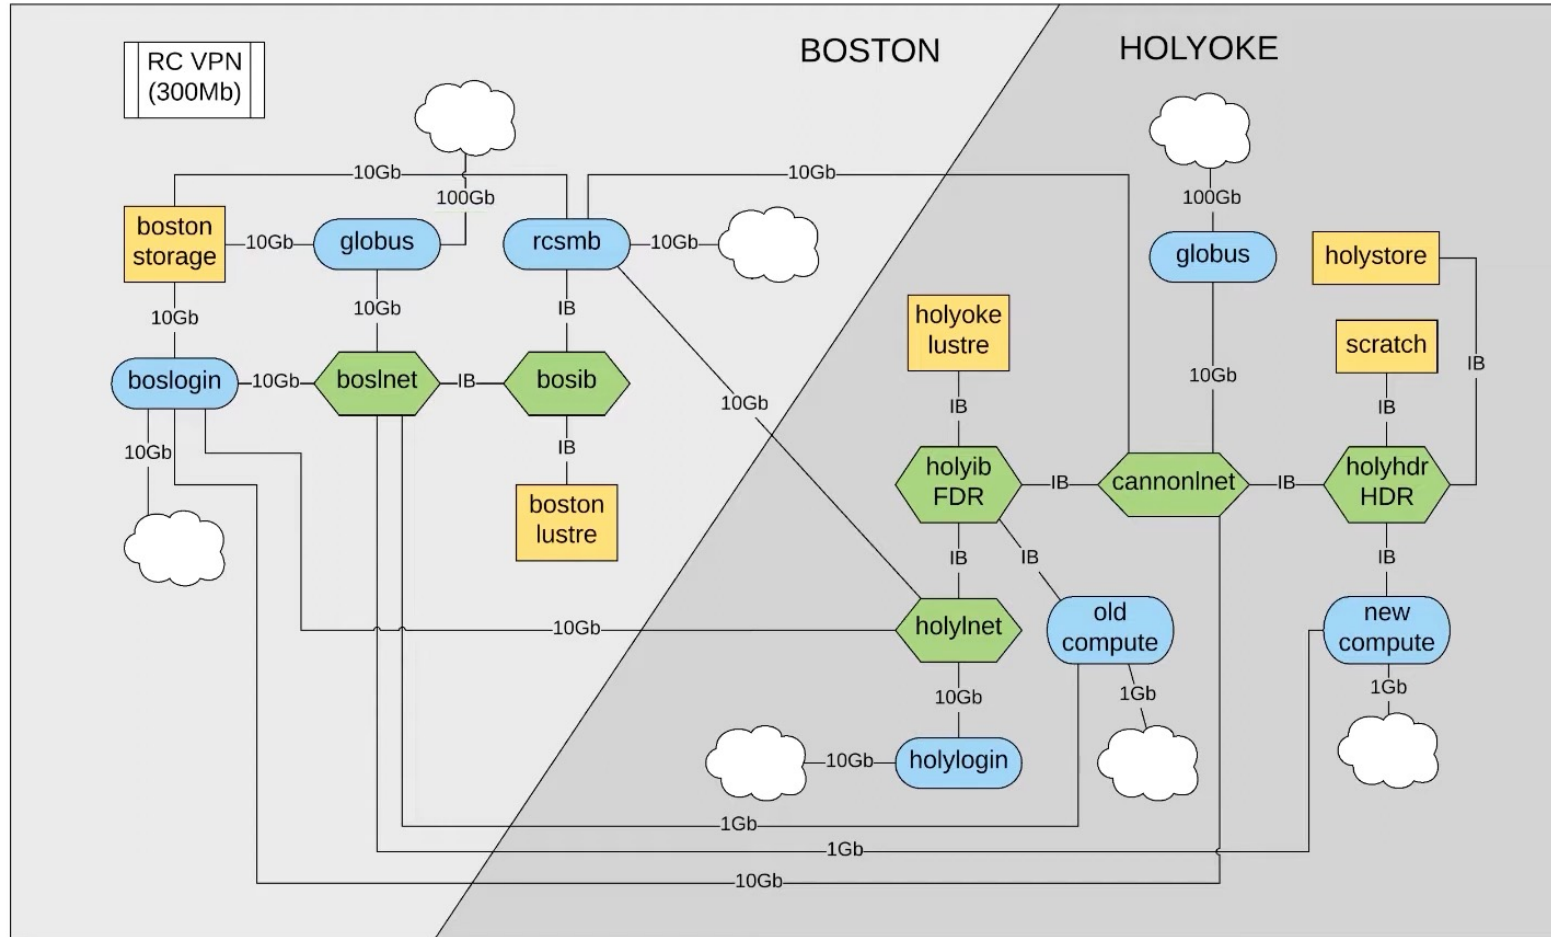 BOSTON
HOLYOKE
RC VPN
(300Mb)
10Gb
10Gb
100Gb
100Gb
boston
storage
10Gb
globus
rcsmb
10Gb
globus
holystore
10Gb
10Gb
IB
holyoke
lustre
scratch
IB
boslogin
10Gb
boslnet
IB
bosib
10Gb
10Gb
IB
IB
10Gb
IB
boston
lustre
holyib
FDR
IB
cannonlnet
IB
holyhdr
HDR
IB
IB
IB
10Gb
holylnet
old
compute
new
compute
10Gb
1Gb
1Gb
10Gb
holylogin
1Gb
1Gb
10Gb